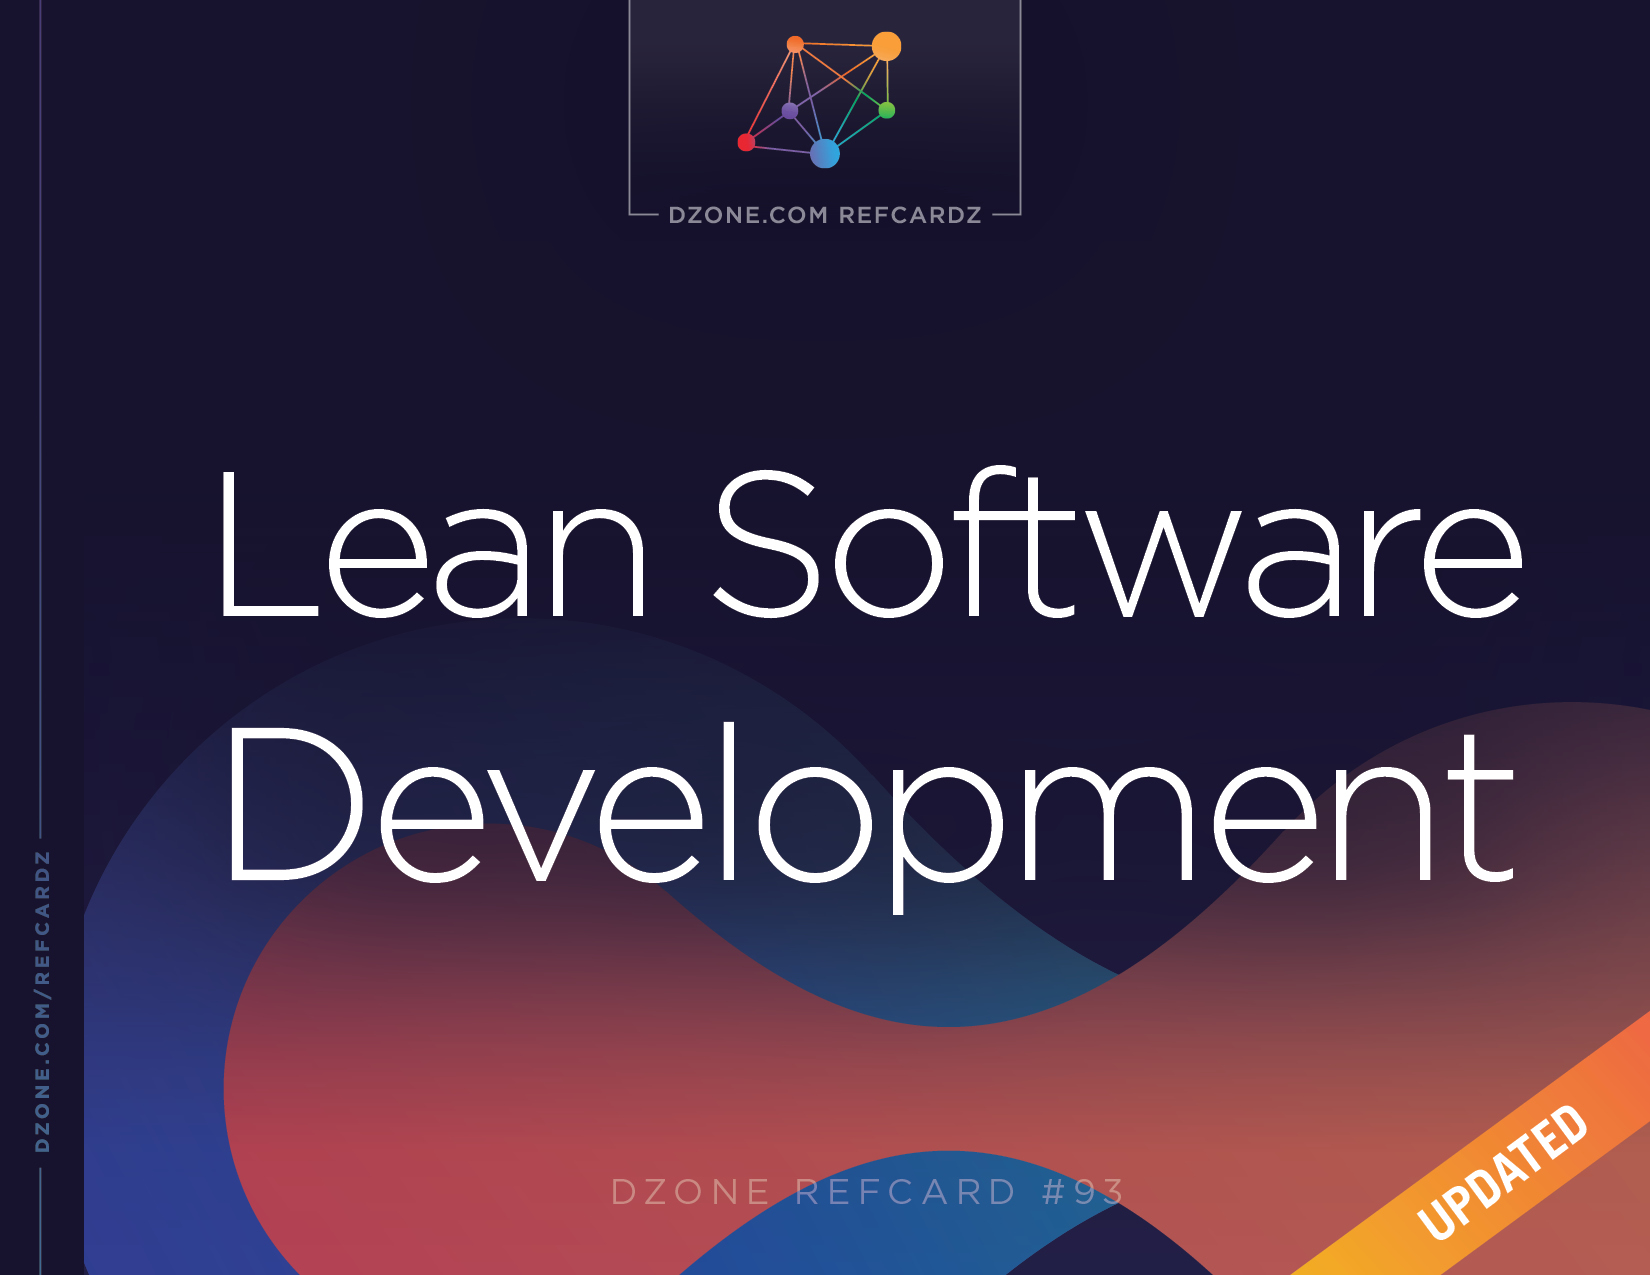 DZONE.COM REFCARDZ
Lean Software
Development
DZONE.COM/REFCARDZ
DZONE REFCARD #93
UPDATED